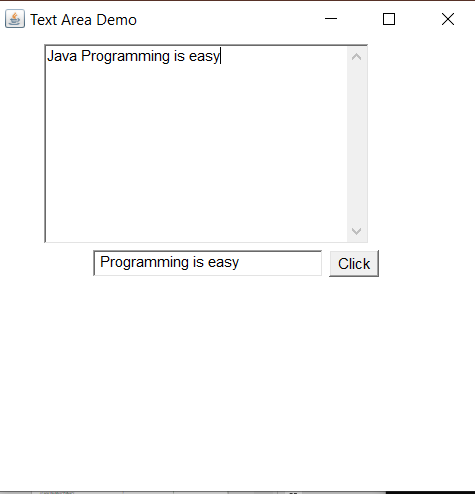 Text Area Demo
Java Programming is easy
Programming is easy
Click